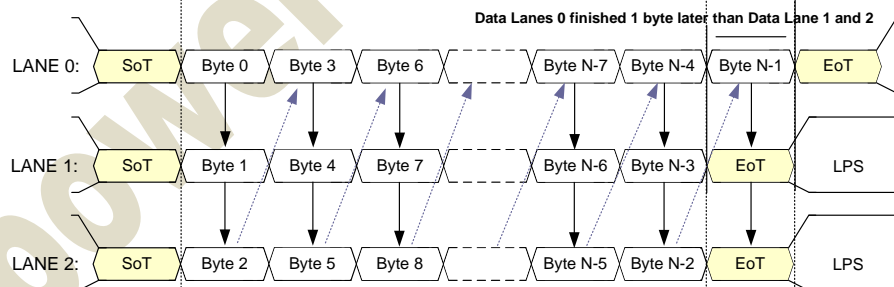 Data Lanes 0 finished 1 byte later than Data Lane 1 and 2
LANE 0: SoT Byte 0 Byte 3 Byte 6 Byte N-7 Byte N-4 Byte N-1 EoT
LANE 1: SoT Byte 1 Byte 4 Byte 7 Byte N-6 Byte N-3 EoT LPS
LANE 2: SoT Byte 2 Byte 5 Byte 8 Byte N-5 Byte N-2 EoT LPS